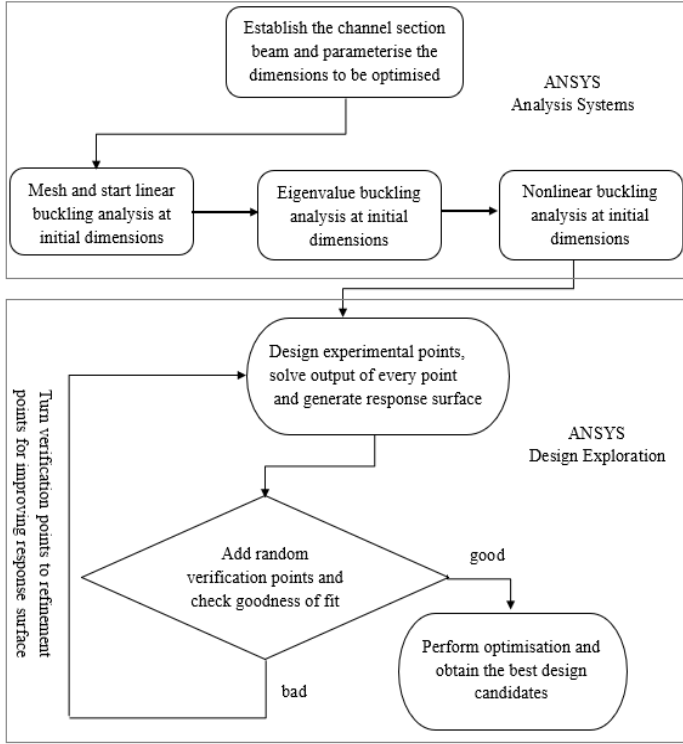 Establish the channel section
beam and parameterise the
dimensions to be optimised
ANSYS
Analysis Systems
Mesh and start linear
buckling analysis at
initial dimensions
Eigenvalue buckling
analysis at initial
dimensions
Nonlinear buckling
analysis at initial
dimensions
Design experimental points,
solve output of every point
and generate response surface
ANSYS
Design Exploration
Turn verification points to refinement
points for improving response surface
Add random
verification points and
check goodness of fit
good
bad
Perform optimisation and
obtain the best design
candidates